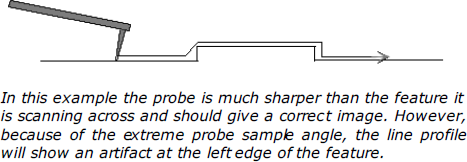 In this example the probe is much sharper than the feature it
is scanning across and should give a correct image. However,
because of the extreme probe sample angle, the line profile
will show an artifact at the left edge of the feature.